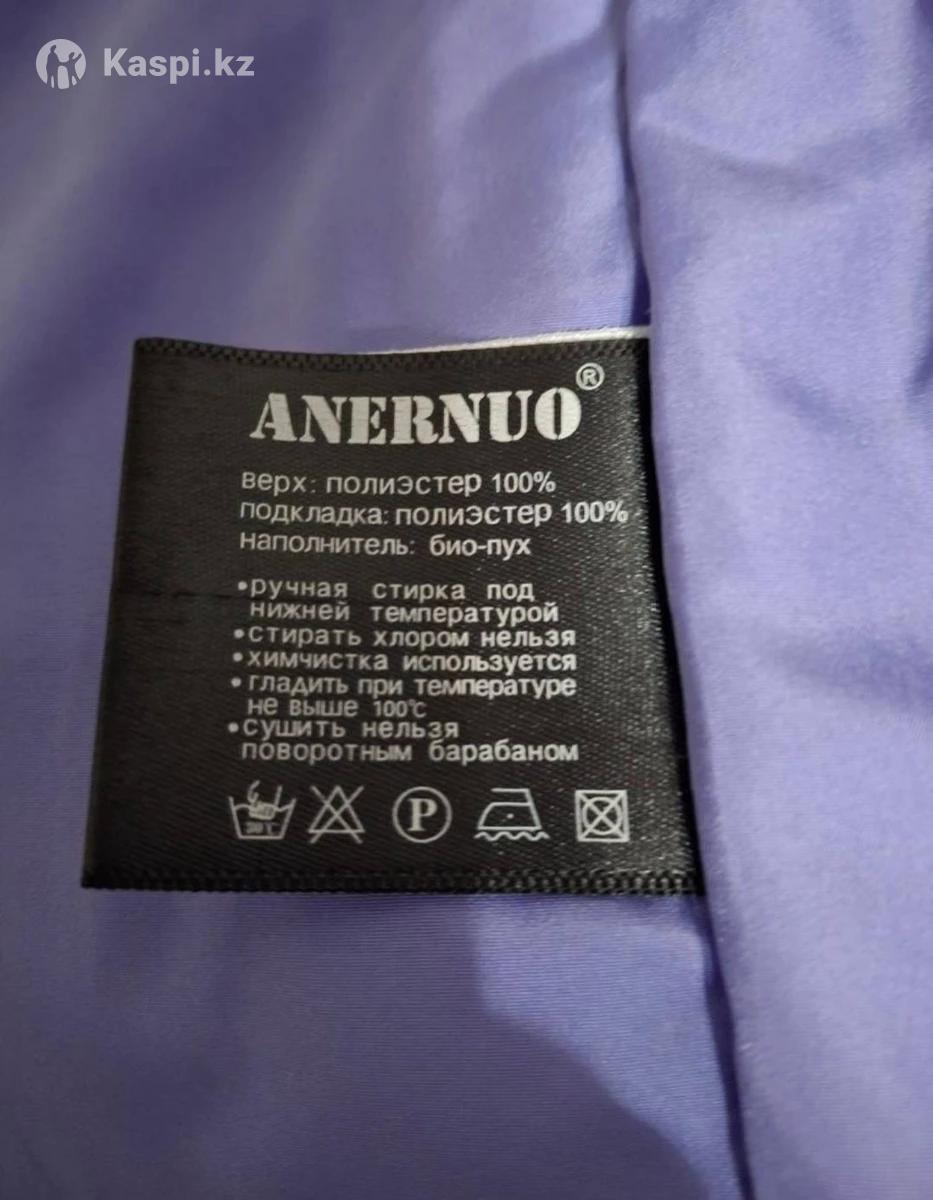 Kaspi.kz
ANERNUO®
верх: полиэстер 100%
подкладка: полиэстер 100%
наполнитель: био-пух
•ручная стирка под
нижней температурой
•стирать хлором нельзя
•химчистка используется
•гладить при температуре
не выше 100℃
•сушить нельзя
поворотным барабаном
30℃
P